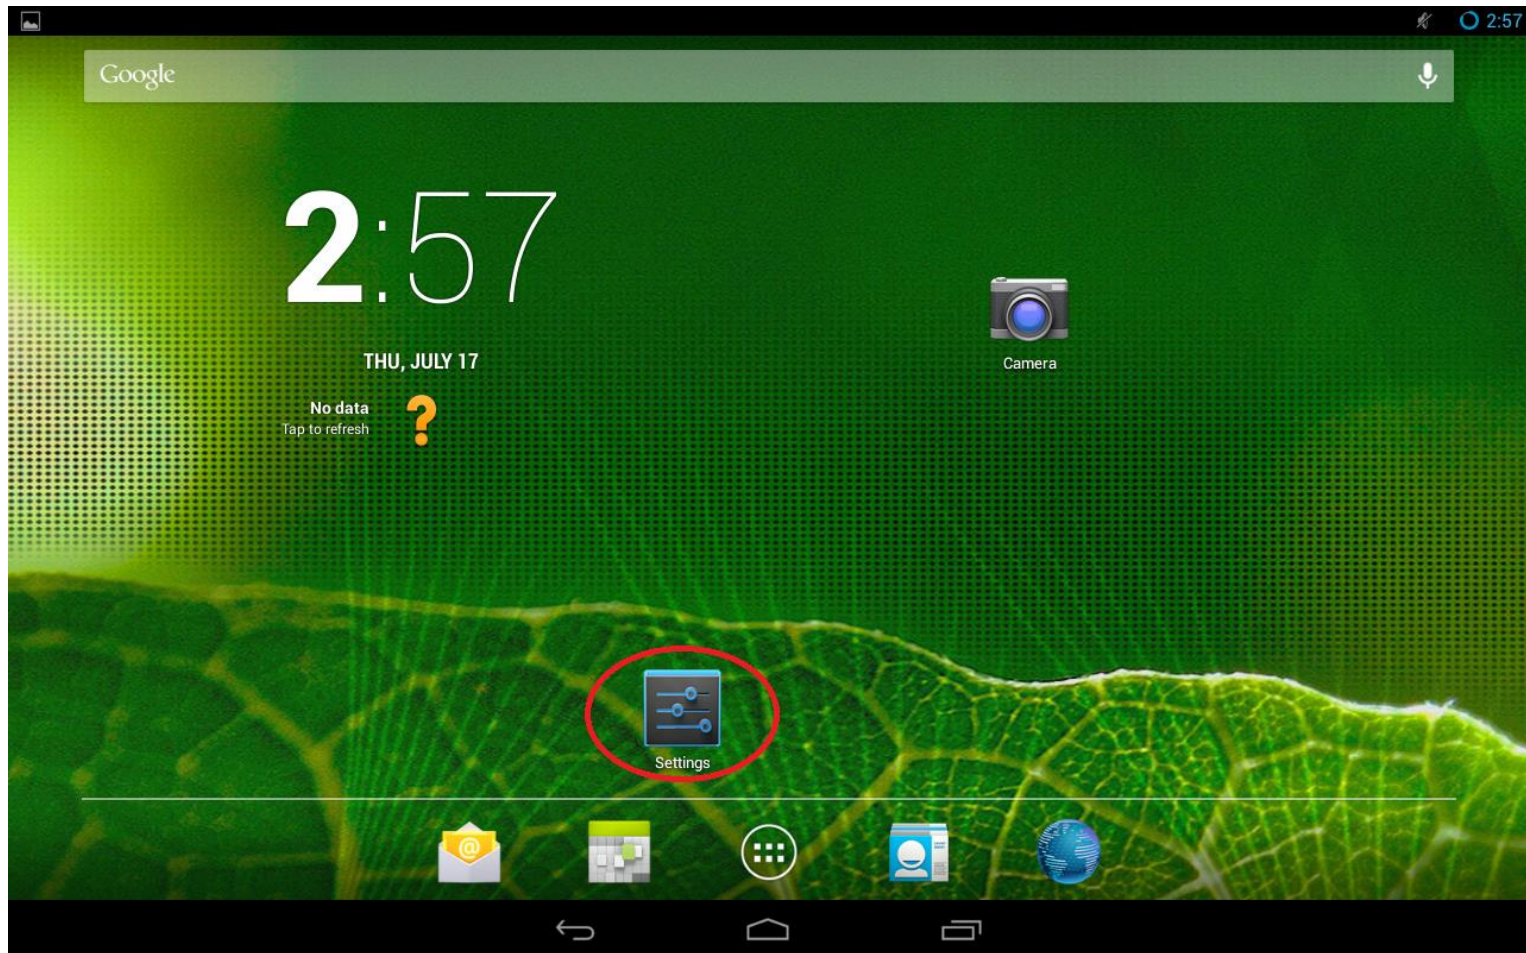 2:57
Google
2:57
THU, JULY 17
No data
Tap to refresh
?
Camera
Settings
@